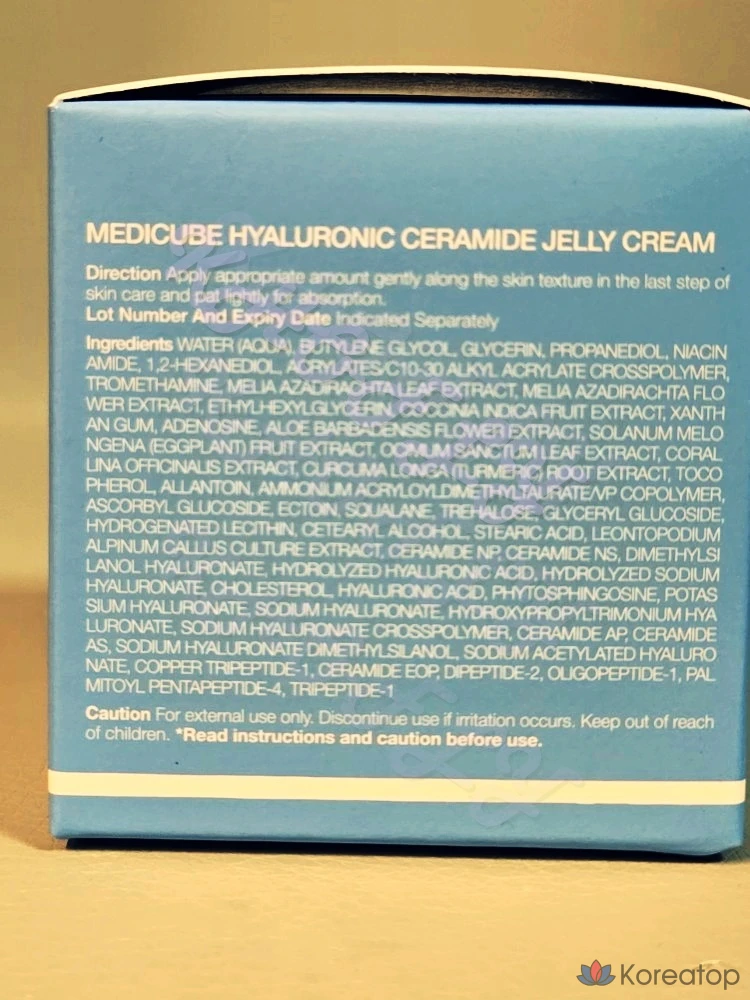 MEDICUBE HYALURONIC CERAMIDE JELLY CREAM
Direction Apply appropriate amount gently along the skin texture in the last step of
skin care and pat lightly for absorption.
Lot Number And Expiry Date Indicated Separately
Ingredients WATER (AQUA), BUTYLENE GLYCOL, GLYCERIN, PROPANEDIOL, NIACIN
AMIDE, 1,2-HEXANEDIOL, ACRYLATES/C10-30 ALKYL ACRYLATE CROSSPOLYMER,
TROMETHAMINE, MELIA AZADIRACHTA LEAF EXTRACT, MELIA AZADIRACHTA FLO
WER EXTRACT, ETHYLHEXYLGLYCERIN, COCCINIA INDICA FRUIT EXTRACT, XANTH
AN GUM, ADENOSINE, ALOE BARBADENSIS FLOWER EXTRACT, SOLANUM MELO
NGENA (EGGPLANT) FRUIT EXTRACT, OCIMUM SANCTUM LEAF EXTRACT, CORAL
LINA OFFICINALIS EXTRACT, CURCUMA LONGA (TURMERIC) ROOT EXTRACT, TOCO
PHEROL, ALLANTOIN, AMMONIUM ACRYLOYLDIMETHYLTAURATE/VP COPOLYMER,
ASCORBYL GLUCOSIDE, ECTOIN, SQUALANE, TREHALOSE, GLYCERYL GLUCOSIDE,
HYDROGENATED LECITHIN, CETEARYL ALCOHOL, STEARIC ACID, LEONTOPODIUM
ALPINUM CALLUS CULTURE EXTRACT, CERAMIDE NP, CERAMIDE NS, DIMETHYLSI
LANOL HYALURONATE, HYDROLYZED HYALURONIC ACID, HYDROLYZED SODIUM
HYALURONATE, CHOLESTEROL, HYALURONIC ACID, PHYTOSPHINGOSINE, POTAS
SIUM HYALURONATE, SODIUM HYALURONATE, HYDROXYPROPYLTRIMONIUM HYA
LURONATE, SODIUM HYALURONATE CROSSPOLYMER, CERAMIDE AP, CERAMIDE
AS, SODIUM HYALURONATE DIMETHYLSILANOL, SODIUM ACETYLATED HYALURO
NATE, COPPER TRIPEPTIDE-1, CERAMIDE EOP, DIPEPTIDE-2, OLIGOPEPTIDE-1, PAL
MITOYL PENTAPEPTIDE-4, TRIPEPTIDE-1
Caution For external use only. Discontinue use if irritation occurs. Keep out of reach
of children. *Read instructions and caution before use.
Koreatop